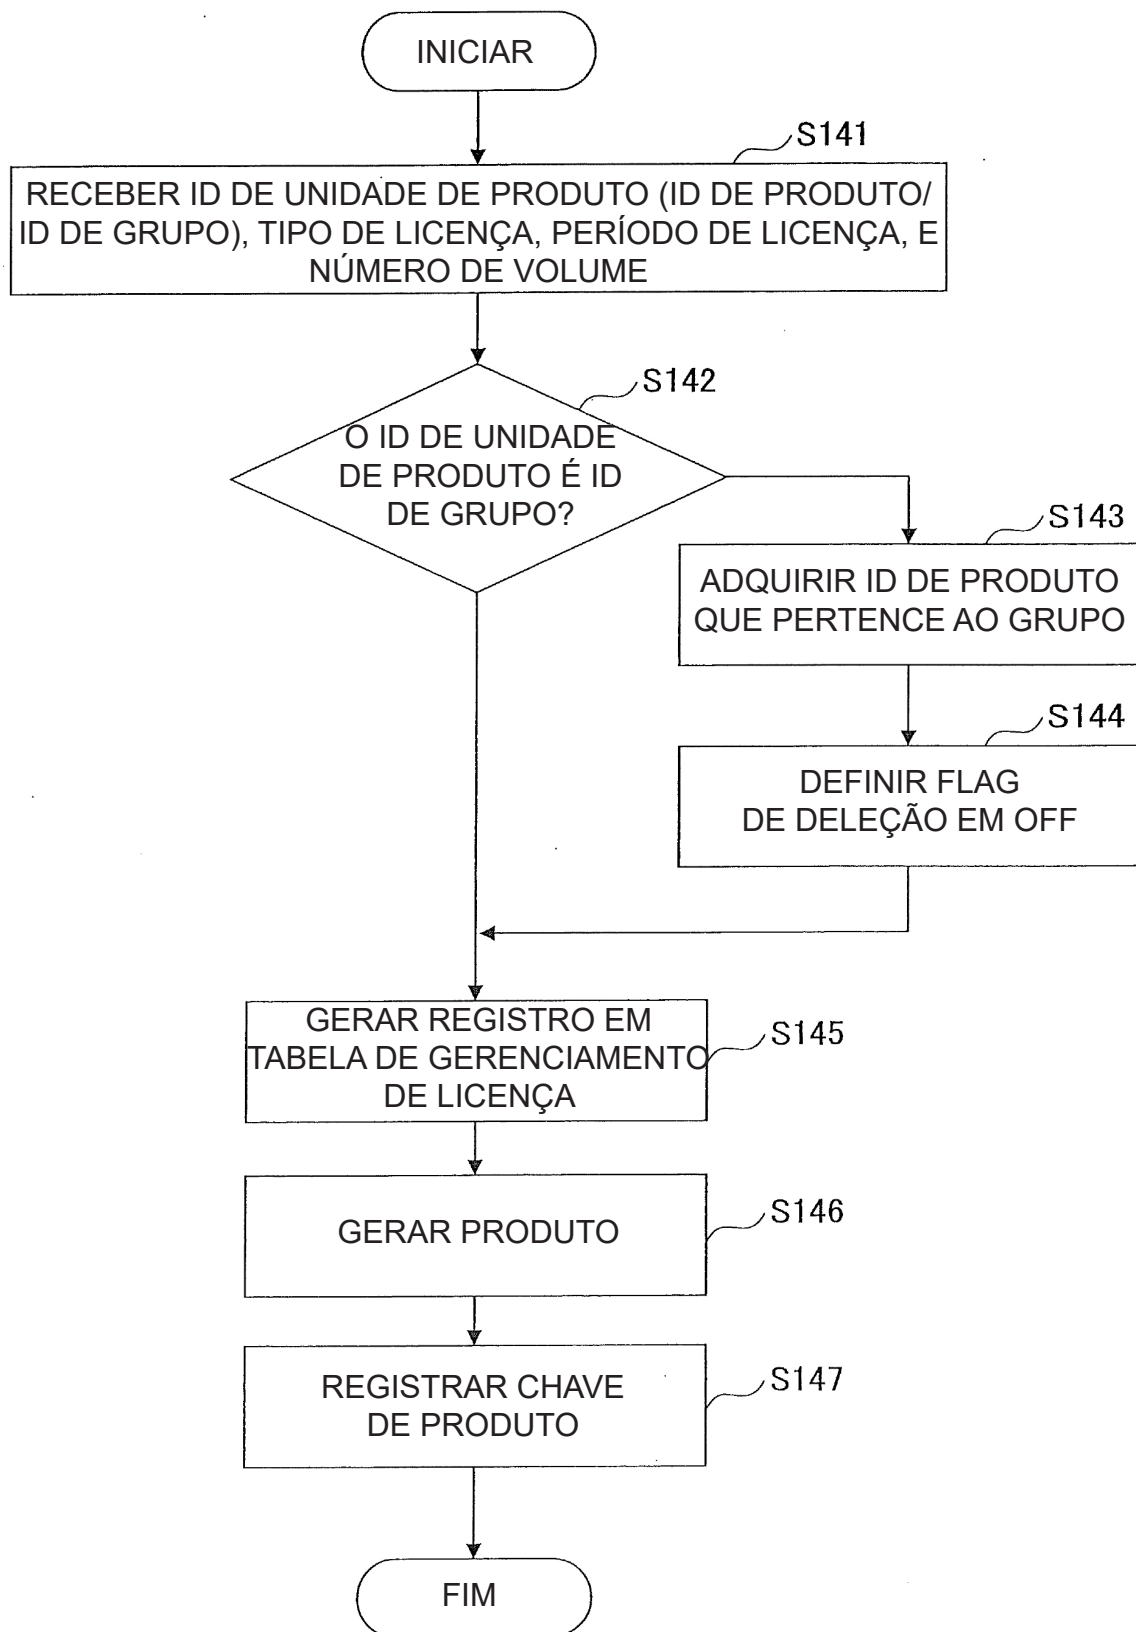 INICIAR
S141
RECEBER ID DE UNIDADE DE PRODUTO (ID DE PRODUTO/
ID DE GRUPO), TIPO DE LICENÇA, PERÍODO DE LICENÇA, E
NÚMERO DE VOLUME
S142
O ID DE UNIDADE
DE PRODUTO É ID
DE GRUPO?
S143
ADQUIRIR ID DE PRODUTO
QUE PERTENCE AO GRUPO
S144
DEFINIR FLAG
DE DELEÇÃO EM OFF
GERAR REGISTRO EM
TABELA DE GERENCIAMENTO
DE LICENÇA
S145
GERAR PRODUTO
S146
REGISTRAR CHAVE
DE PRODUTO
S147
FIM